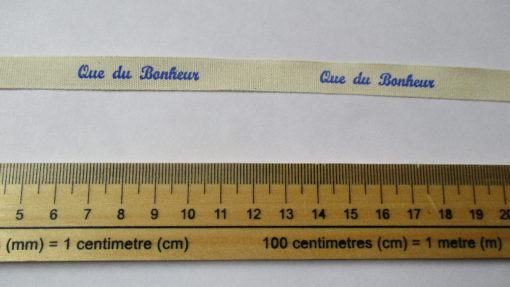 Que du Bonheur Que du Bonheur
5 6 7 8 9 10 11 12 13 14 15 16 17 18 19 20
(mm) = 1 centimetre (cm) 100 centimetres (cm) = 1 metre (m)